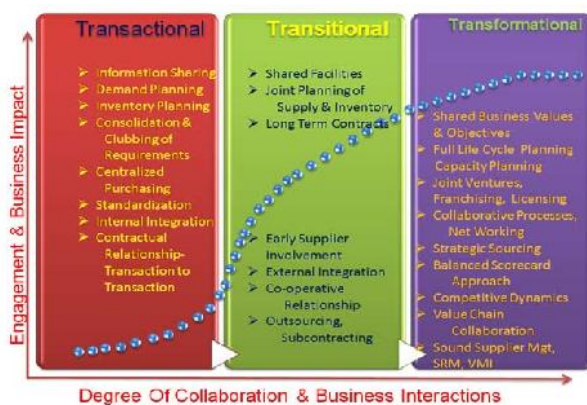 Transactional
Information Sharing
Demand Planning
Inventory Planning
Consolidation &
Clubbing of
Requirements
Centralized
Purchasing
Standardization
Internal Integration
Contractual
Relationship-
Transaction to
Transaction
Transitional
Shared Facilities
Joint Planning of
Supply & Inventory
Long Term Contracts
Early Supplier
Involvement
External Integration
Co-operative
Relationship
Outsourcing,
Subcontracting
Transformational
Shared Business Values
& Objectives
Full Life Cycle Planning
Capacity Planning
Joint Ventures,
Franchising, Licensing
Collaborative Processes,
Net Working
Strategic Sourcing
Balanced Scorecard
Approach
Competitive Dynamics
Value Chain
Collaboration
Sound Supplier Mgt,
SRM, VMI
Engagement & Business Impact
Degree Of Collaboration & Business Interactions